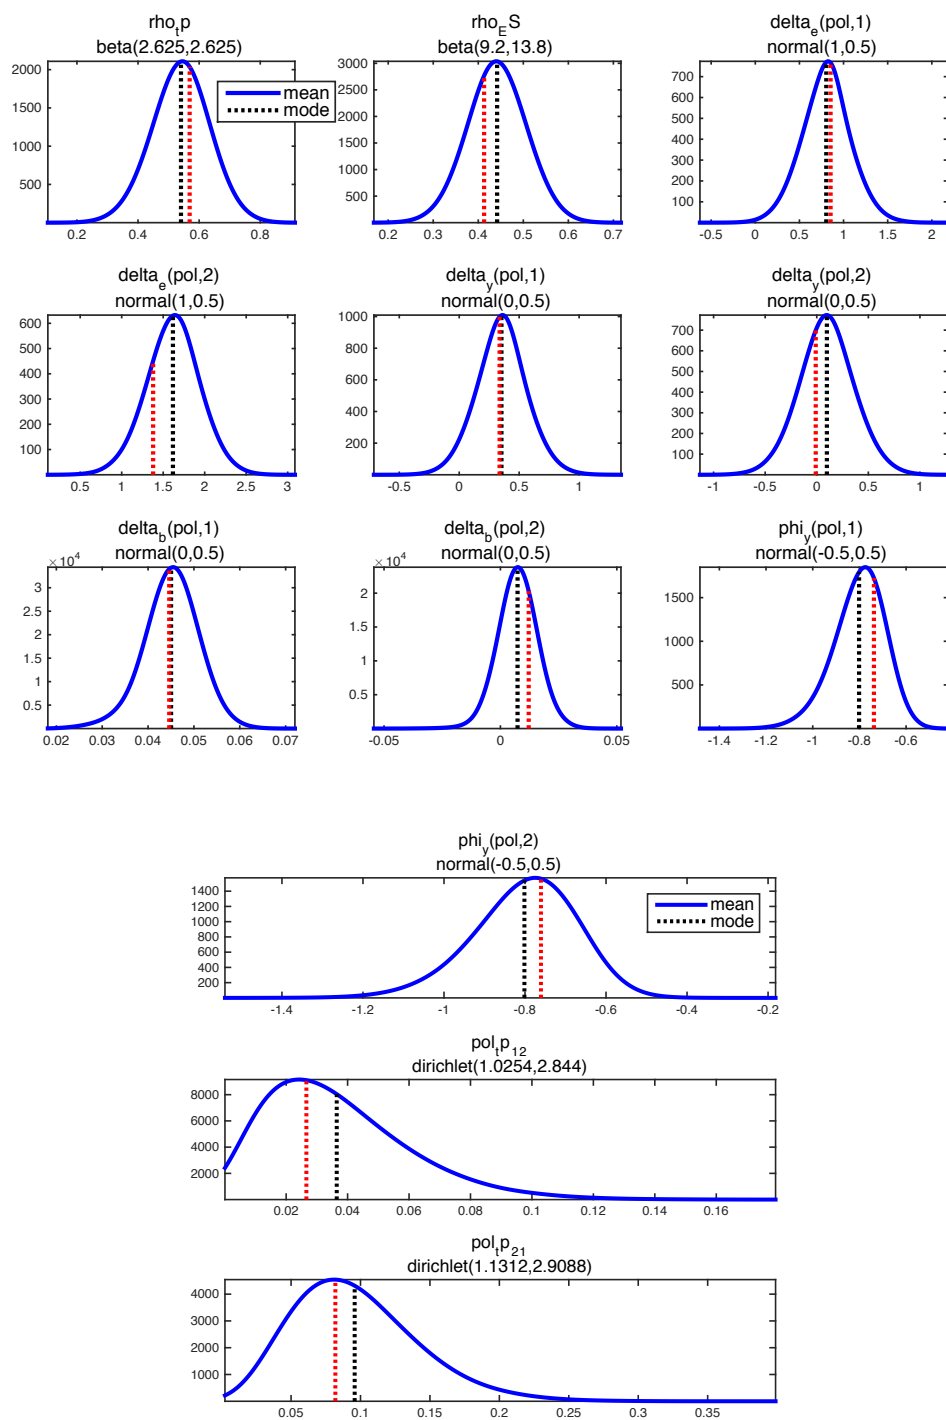 rho_tp
beta(2.625,2.625)
2000
1500
1000
500
0.2 0.4 0.6 0.8
mean
mode
rho_ES
beta(9.2,13.8)
3000
2500
2000
1500
1000
500
0.2 0.3 0.4 0.5 0.6 0.7
delta_e(pol,1)
normal(1,0.5)
700
600
500
400
300
200
100
-0.5 0 0.5 1 1.5 2
delta_e(pol,2)
normal(1,0.5)
600
500
400
300
200
100
0.5 1 1.5 2 2.5 3
delta_y(pol,1)
normal(0,0.5)
1000
800
600
400
200
-0.5 0 0.5 1
delta_y(pol,2)
normal(0,0.5)
700
600
500
400
300
200
100
-1 -0.5 0 0.5 1
delta_b(pol,1)
normal(0,0.5)
×10^4
3
2.5
2
1.5
1
0.5
0.02 0.03 0.04 0.05 0.06 0.07
delta_b(pol,2)
normal(0,0.5)
×10^4
2
1.5
1
0.5
-0.05 0 0.05
phi_y(pol,1)
normal(-0.5,0.5)
1500
1000
500
-1.4 -1.2 -1 -0.8 -0.6
phi_y(pol,2)
normal(-0.5,0.5)
1400
1200
1000
800
600
400
200
-1.4 -1.2 -1 -0.8 -0.6 -0.4 -0.2
mean
mode
pol_tp_12
dirichlet(1.0254,2.844)
8000
6000
4000
2000
0.02 0.04 0.06 0.08 0.1 0.12 0.14 0.16
pol_tp_21
dirichlet(1.1312,2.9088)
4000
3000
2000
1000
0.05 0.1 0.15 0.2 0.25 0.3 0.35